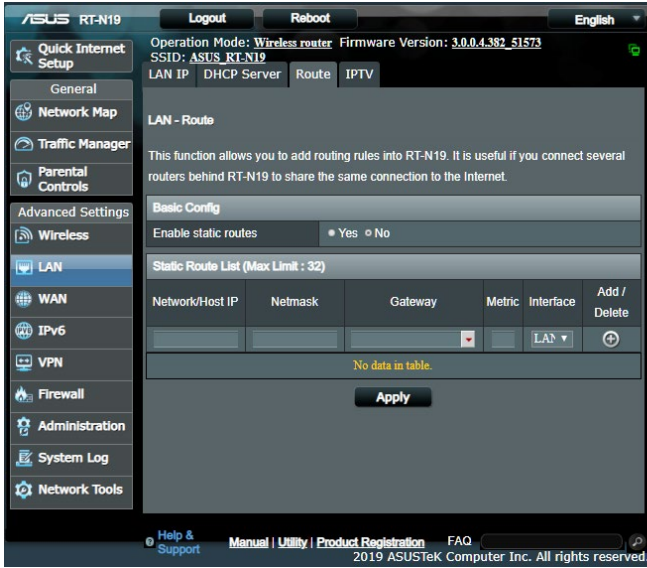 ASUS RT-N19 Logout Reboot English
Quick Internet Setup
Operation Mode: Wireless router Firmware Version: 3.0.0.4.382_51573
SSID: ASUS_RT-N19
LAN IP DHCP Server Route IPTV
General
Network Map
Traffic Manager
Parental Controls
Advanced Settings
Wireless
LAN
WAN
IPv6
VPN
Firewall
Administration
System Log
Network Tools
LAN - Route
This function allows you to add routing rules into RT-N19. It is useful if you connect several
routers behind RT-N19 to share the same connection to the Internet.
Basic Config
Enable static routes Yes No
Static Route List (Max Limit : 32)
Network/Host IP Netmask Gateway Metric Interface Add / Delete
LAN
No data in table.
Apply
Help & Support Manual | Utility | Product Registration FAQ
2019 ASUSTeK Computer Inc. All rights reserved